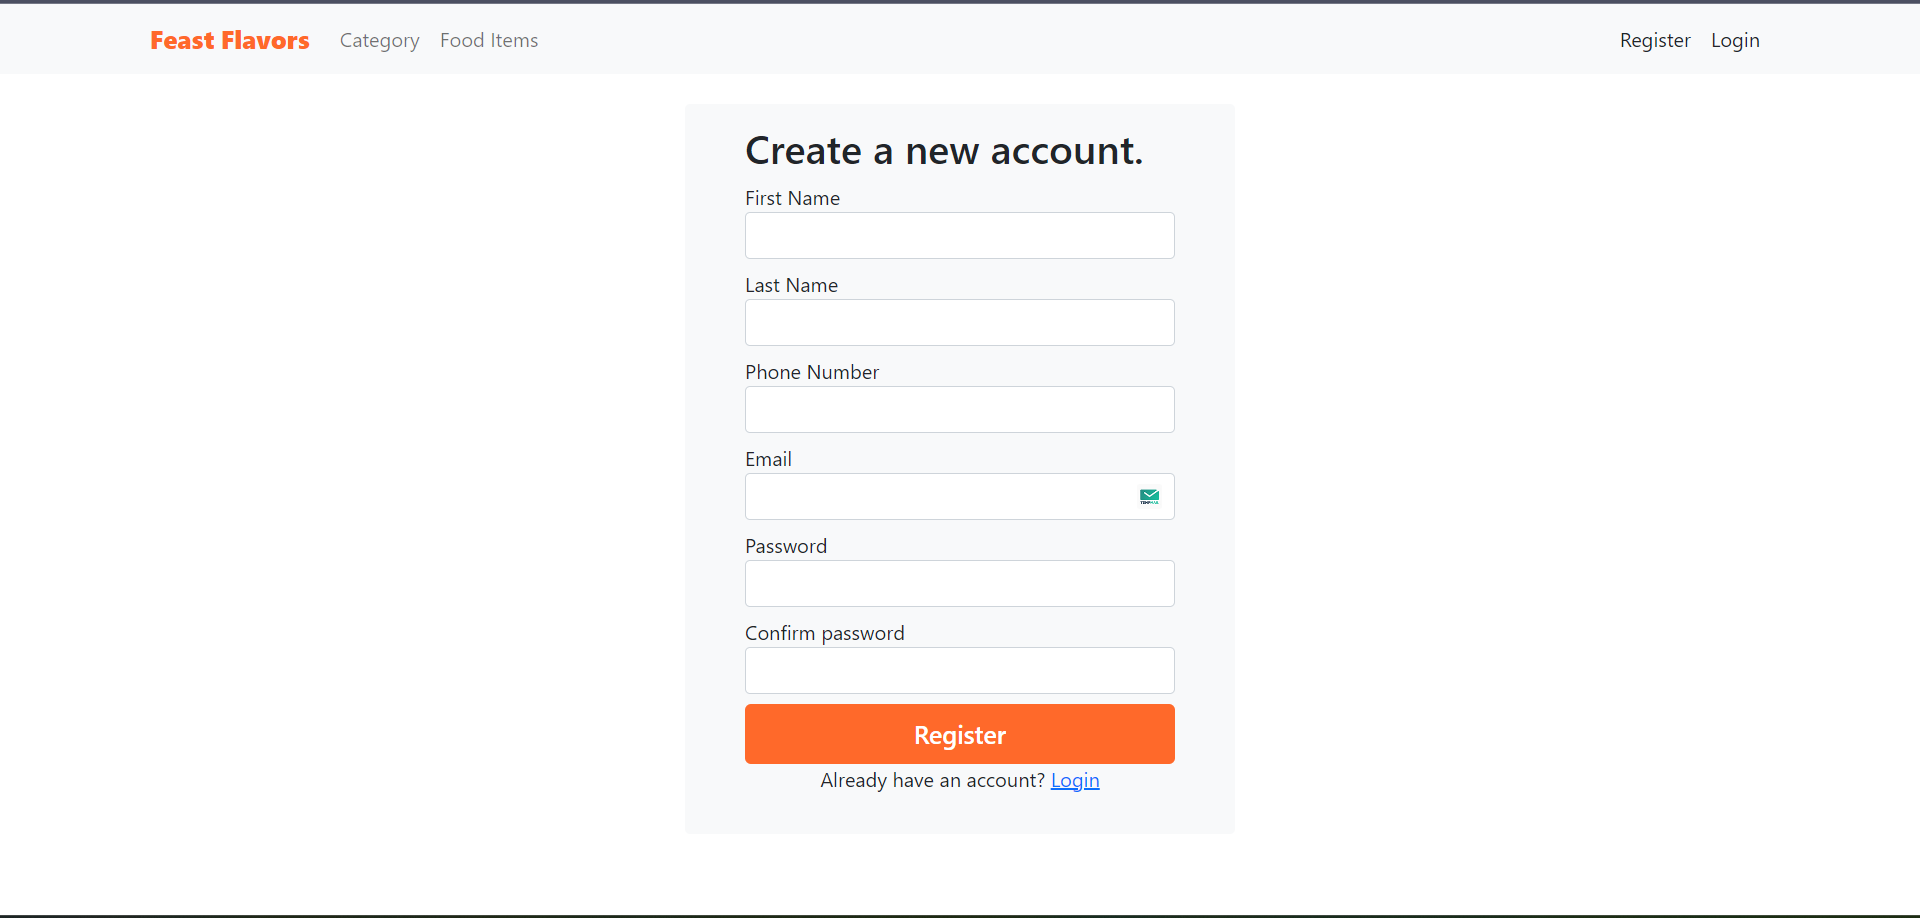 Feast Flavors Category Food Items Register Login
Create a new account.
First Name
Last Name
Phone Number
Email
Password
Confirm password
Register
Already have an account? Login